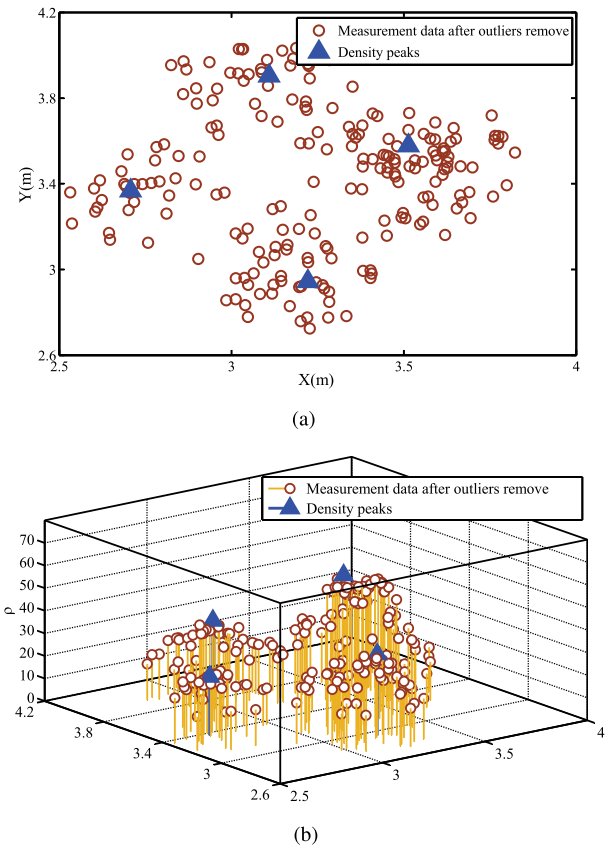 4.2
Measurement data after outliers remove
Density peaks
3.8
Y(m)
3.4
3
2.6
2.5
3
3.5
4
X(m)
(a)
Measurement data after outliers remove
Density peaks
70
60
50
ρ
40
30
20
10
0
4.2
3.8
3.4
3
2.6
2.5
3
3.5
4
(b)